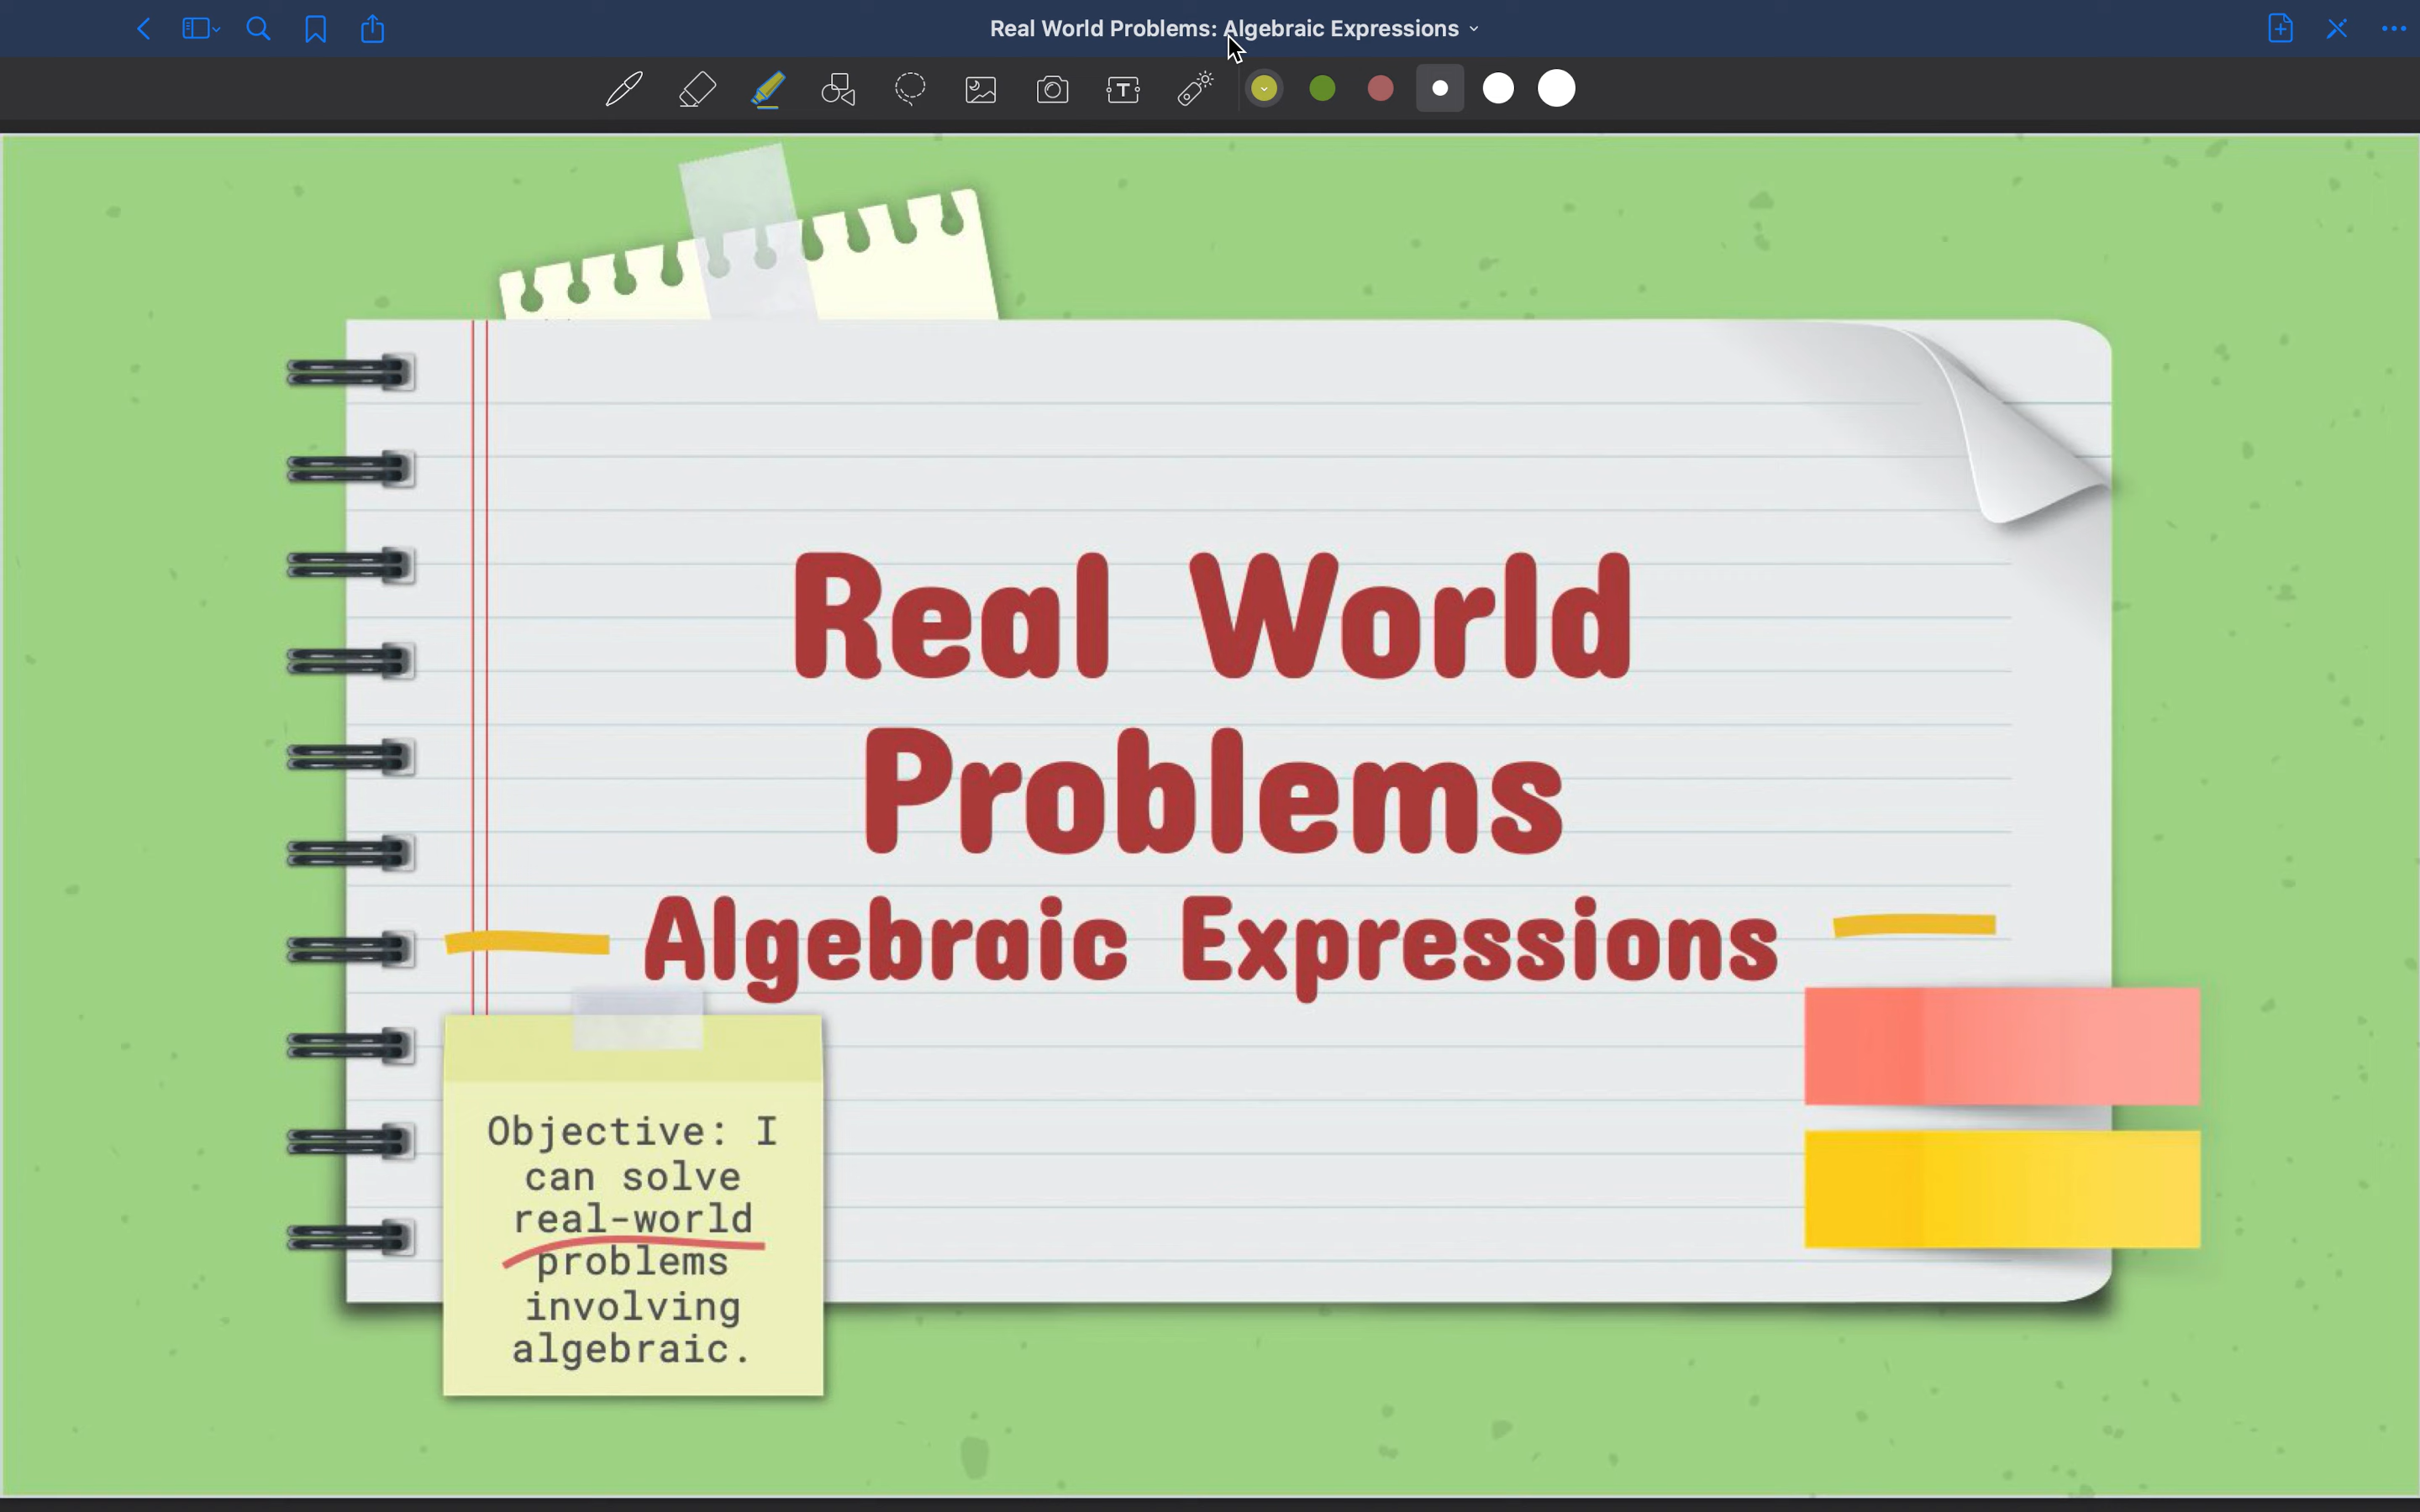 Real World Problems: Algebraic Expressions
Real World
Problems
Algebraic Expressions
Objective: I
can solve
real-world
problems
involving
algebraic.